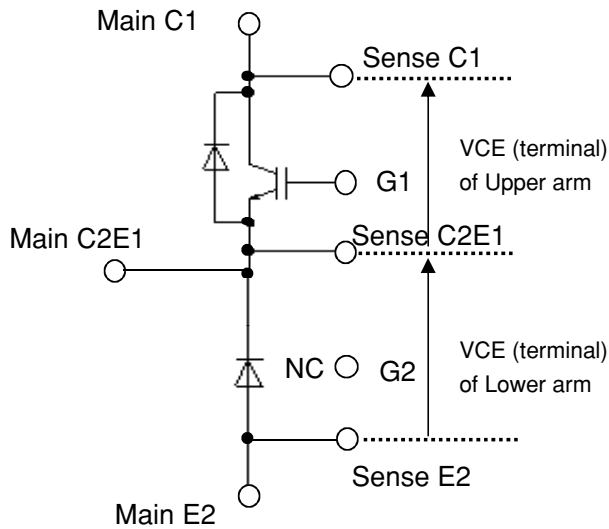 Main C1
Sense C1
VCE (terminal)
of Upper arm
G1
Main C2E1
Sense C2E1
NC
G2
VCE (terminal)
of Lower arm
Sense E2
Main E2